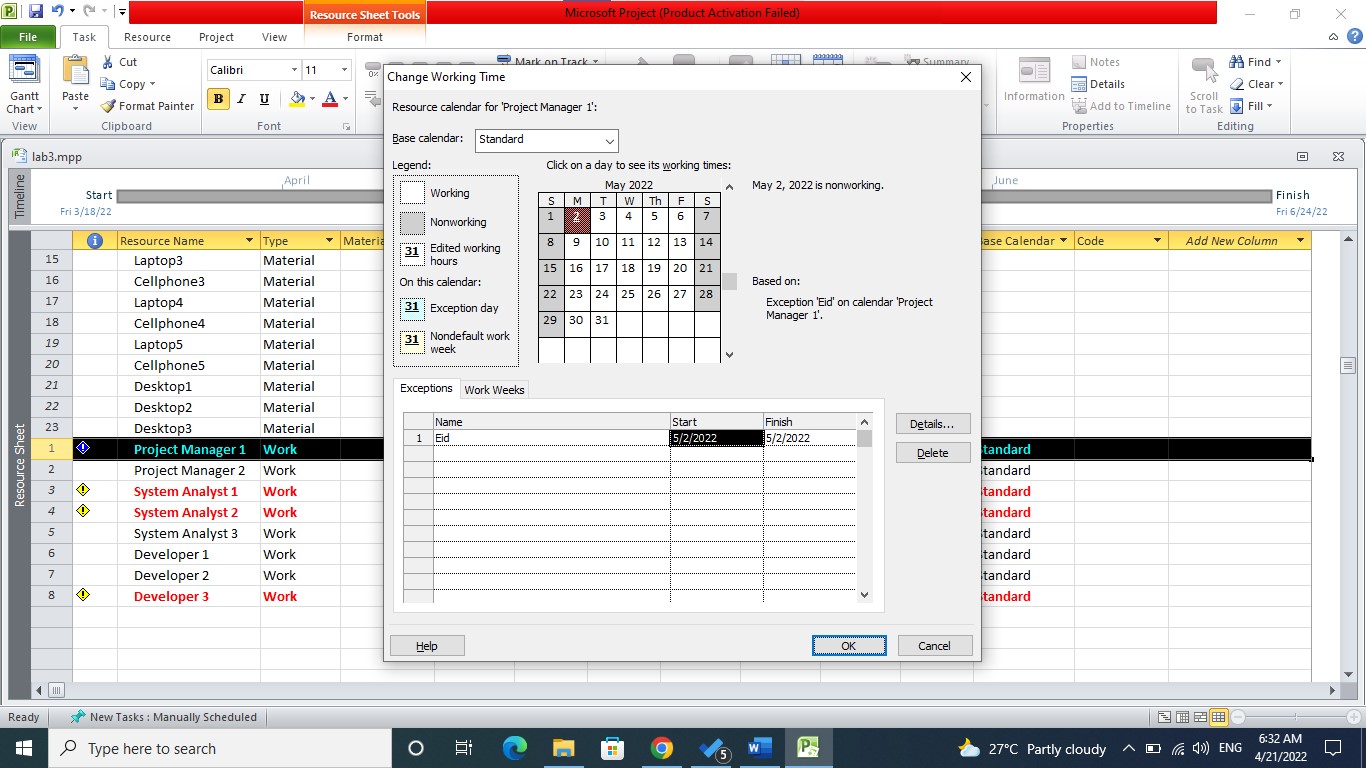 Resource Sheet Tools
Microsoft Project (Product Activation Failed)
File Task Resource Project View Format
Gantt Chart
View
Paste
Cut
Copy
Format Painter
Clipboard
Calibri 11
B I U A
Font
Mark on Track
Summary
Information
Notes
Details
Add to Timeline
Properties
Scroll to Task
Find
Clear
Fill
Editing
lab3.mpp
Timeline
Start
Fri 3/18/22
April
June
Finish
Fri 6/24/22
Resource Sheet
Resource Name Type Materia
ase Calendar Code Add New Column
15 Laptop3 Material
16 Cellphone3 Material
17 Laptop4 Material
18 Cellphone4 Material
19 Laptop5 Material
20 Cellphone5 Material
21 Desktop1 Material
22 Desktop2 Material
23 Desktop3 Material
1 Project Manager 1 Work tandard
2 Project Manager 2 Work tandard
3 System Analyst 1 Work tandard
4 System Analyst 2 Work tandard
5 System Analyst 3 Work tandard
6 Developer 1 Work tandard
7 Developer 2 Work tandard
8 Developer 3 Work tandard
Change Working Time
Resource calendar for 'Project Manager 1':
Base calendar: Standard
Legend:
Working
Nonworking
31 Edited working hours
On this calendar:
31 Exception day
31 Nondefault work week
Click on a day to see its working times:
May 2022
S M T W Th F S
1 2 3 4 5 6 7
8 9 10 11 12 13 14
15 16 17 18 19 20 21
22 23 24 25 26 27 28
29 30 31
May 2, 2022 is nonworking.
Based on:
Exception 'Eid' on calendar 'Project
Manager 1'.
Exceptions Work Weeks
Name Start Finish
1 Eid 5/2/2022 5/2/2022
Details...
Delete
Help OK Cancel
Ready New Tasks : Manually Scheduled
Type here to search
5
27°C Partly cloudy
ENG
6:32 AM
4/21/2022